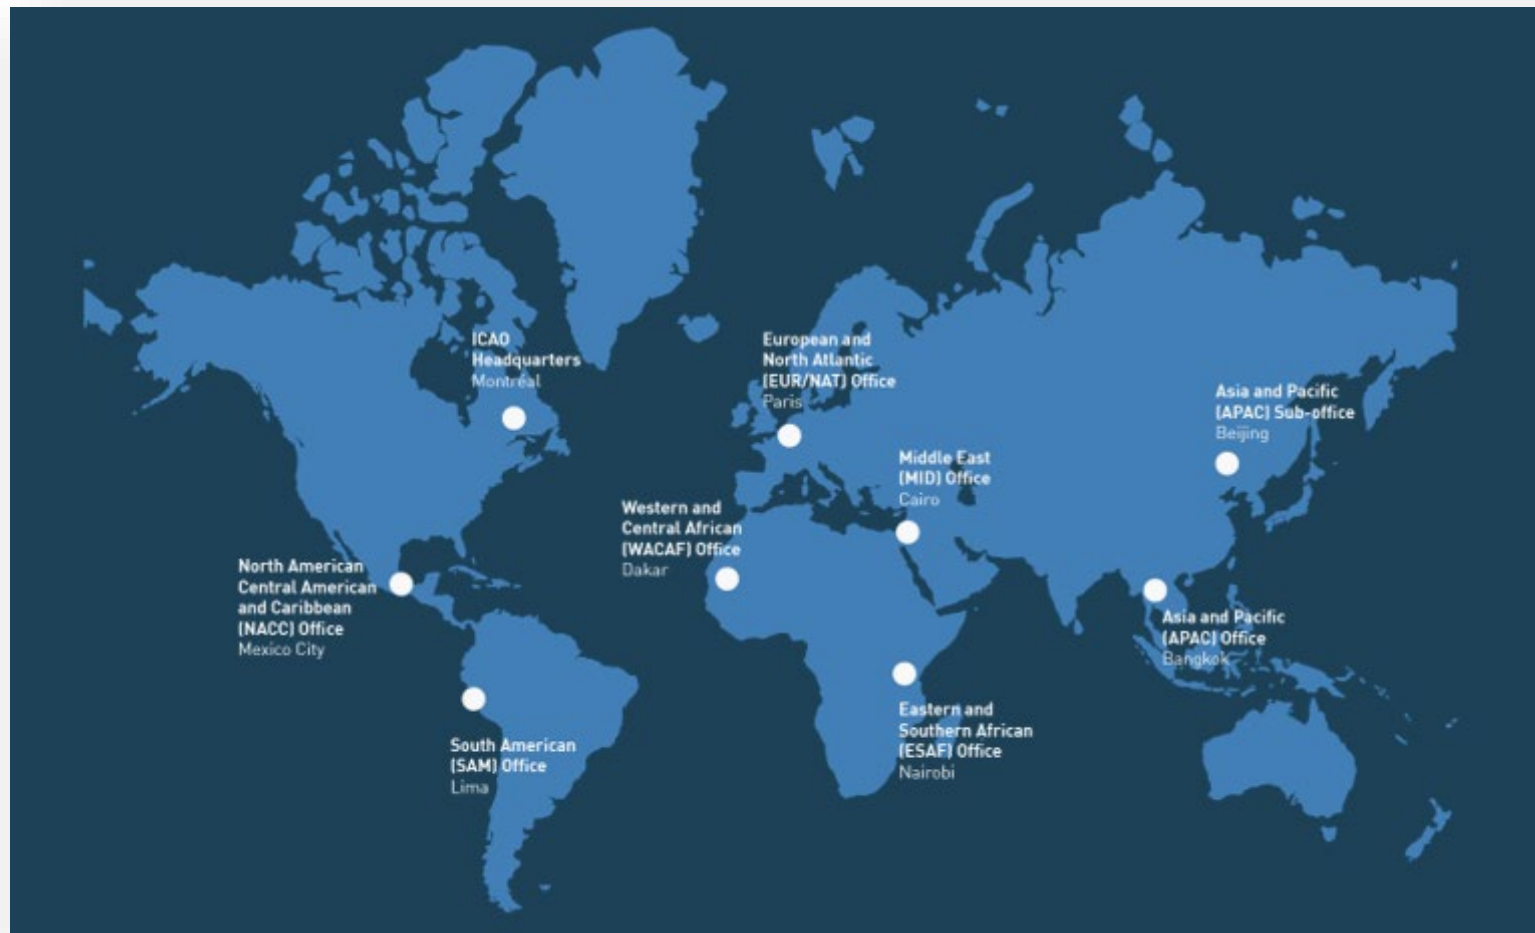 ICAO
Headquarters
Montréal
European and
North Atlantic
(EUR/NAT) Office
Paris
Asia and Pacific
(APAC) Sub-office
Beijing
Middle East
(MID) Office
Cairo
Western and
Central African
(WACAF) Office
Dakar
North American
Central American
and Caribbean
(NACC) Office
Mexico City
Asia and Pacific
(APAC) Office
Bangkok
Eastern and
Southern African
(ESAF) Office
Nairobi
South American
(SAM) Office
Lima